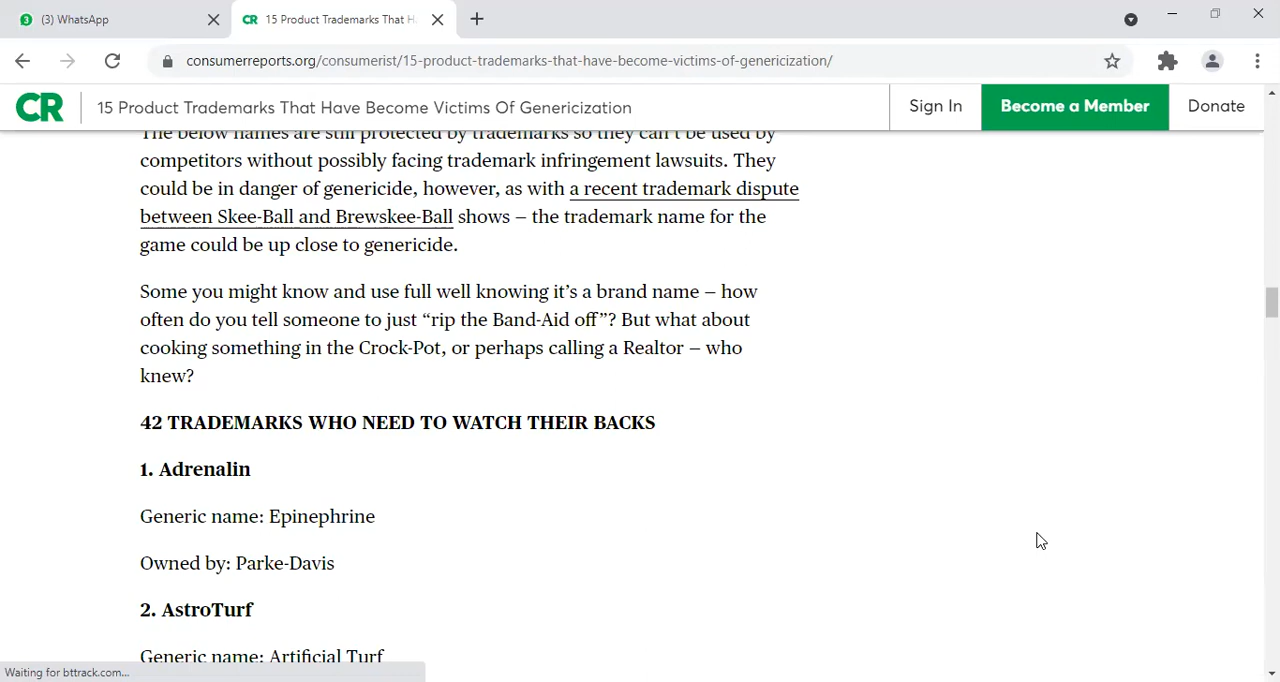 3 (3) WhatsApp
CR 15 Product Trademarks That H
consumerreports.org/consumerist/15-product-trademarks-that-have-become-victims-of-genericization/
CR 15 Product Trademarks That Have Become Victims Of Genericization
Sign In
Become a Member
Donate
The below names are still protected by trademarks so they can't be used by
competitors without possibly facing trademark infringement lawsuits. They
could be in danger of genericide, however, as with a recent trademark dispute
between Skee-Ball and Brewskee-Ball shows – the trademark name for the
game could be up close to genericide.
Some you might know and use full well knowing it's a brand name – how
often do you tell someone to just “rip the Band-Aid off”? But what about
cooking something in the Crock-Pot, or perhaps calling a Realtor – who
knew?
42 TRADEMARKS WHO NEED TO WATCH THEIR BACKS
1. Adrenalin
Generic name: Epinephrine
Owned by: Parke-Davis
2. AstroTurf
Generic name: Artificial Turf
Waiting for bttrack.com...